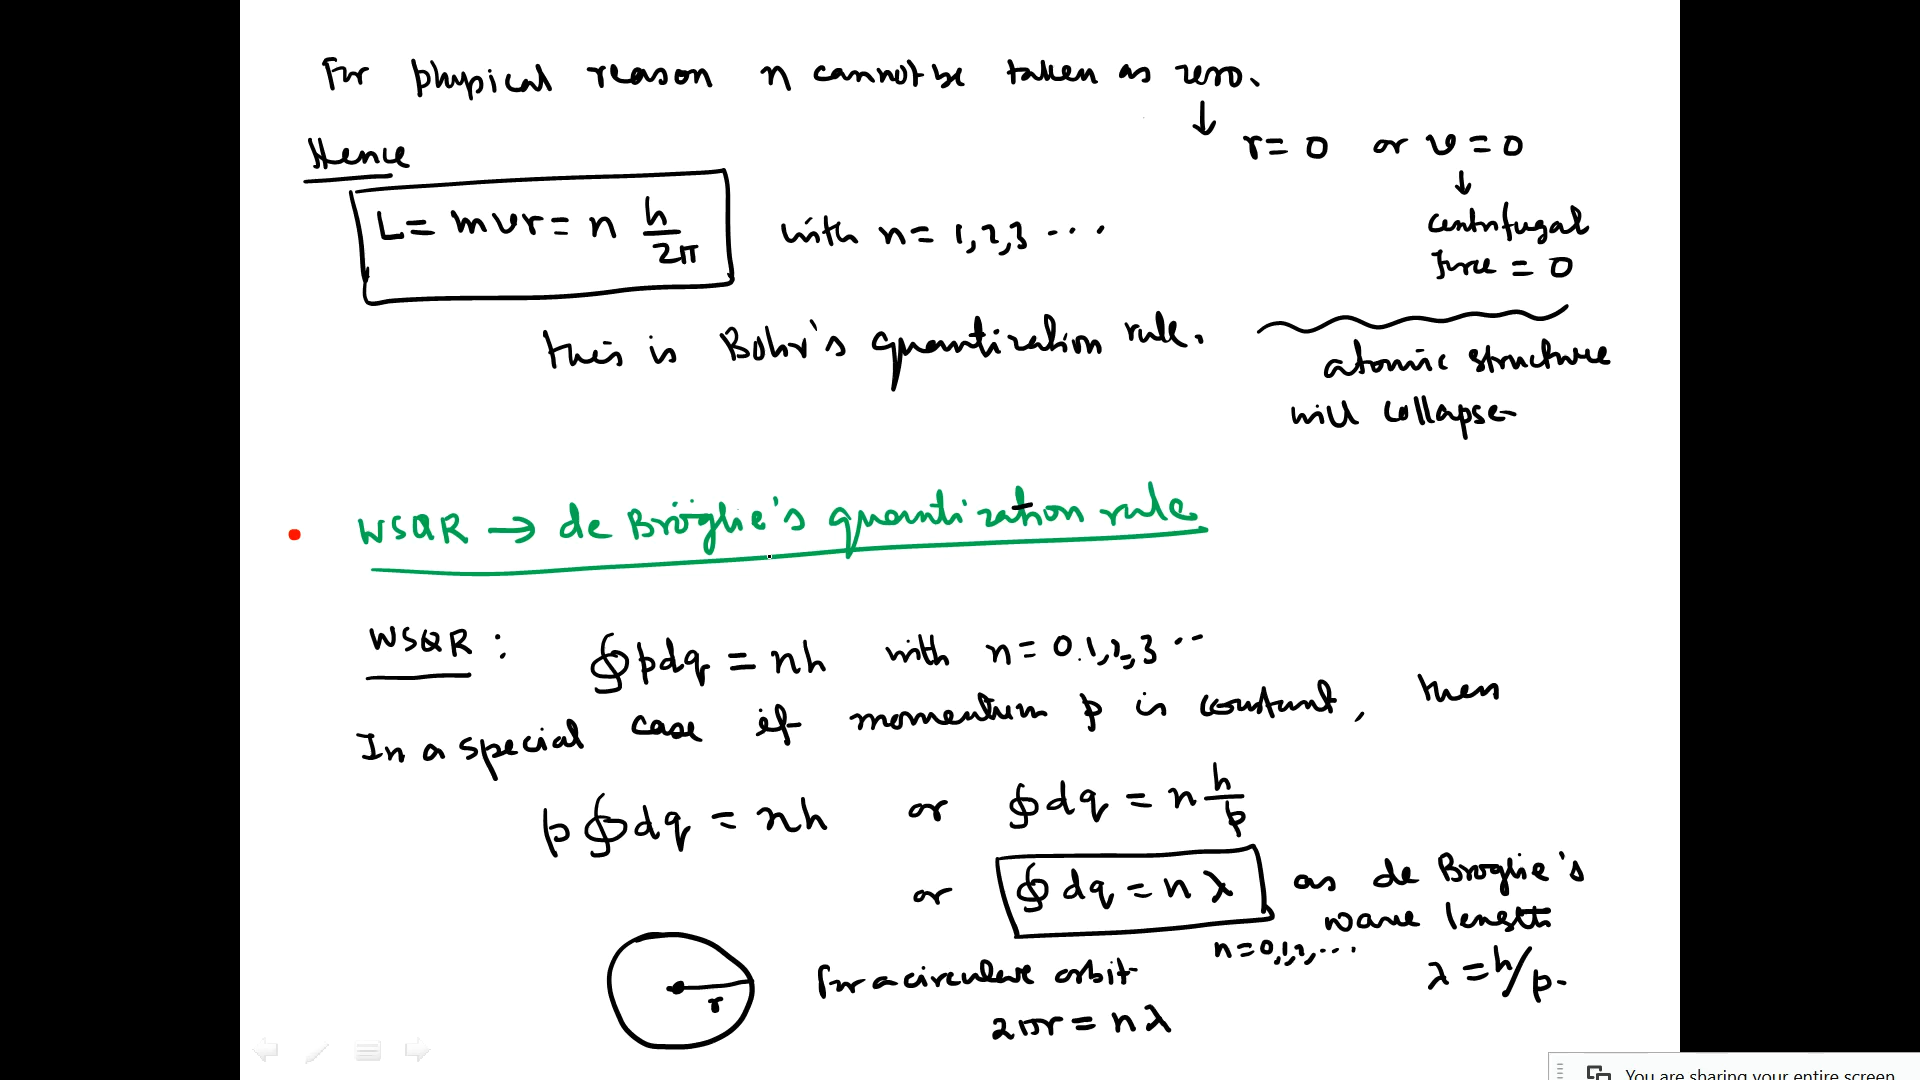 For physical reason n cannot be taken as zero.
↓ r = 0 or v = 0
Hence
↓
L = mvr = n h/2π with n = 1, 2, 3 ...
centrifugal
force = 0
this is Bohr's quantization rule.
atomic structure
will collapse
• WSQR → de Bröglie's quantization rule
WSQR : ∮pdq = nh with n = 0.1,2,3 ..
In a special case if momentum p is constant, then
p∮dq = nh or ∮dq = n h/p
or ∮dq = nλ as de Broglie's
wave length
n = 0,1,2, ...
λ = h/p.
r
for a circular orbit
2πr = nλ
You are sharing your entire screen